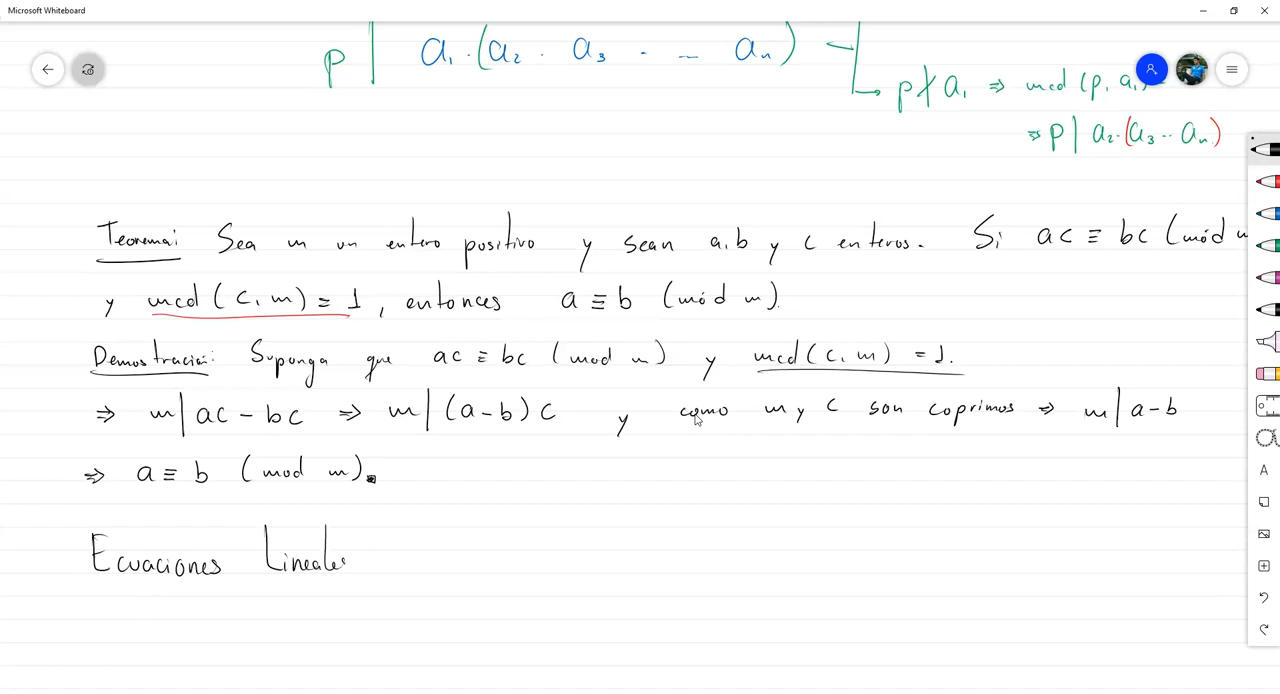 Microsoft Whiteboard
p | a₁ · (a₂ · a₃ · - … aₙ)
p ∤ a₁ ⇒ mcd (p, a₁)
⇒ p | a₂·(a₃ … aₙ)
Teorema: Sea m un entero positivo y sean a, b y c enteros. Si ac ≡ bc (mód m
y mcd (c, m) = 1, entonces a ≡ b (mód m).
Demostración: Suponga que ac ≡ bc (mod m) y mcd (c, m) = 1.
⇒ m | ac - bc ⇒ m | (a-b) c y como m y c son coprimos ⇒ m | a-b
⇒ a ≡ b (mod m).
Ecuaciones Lineales